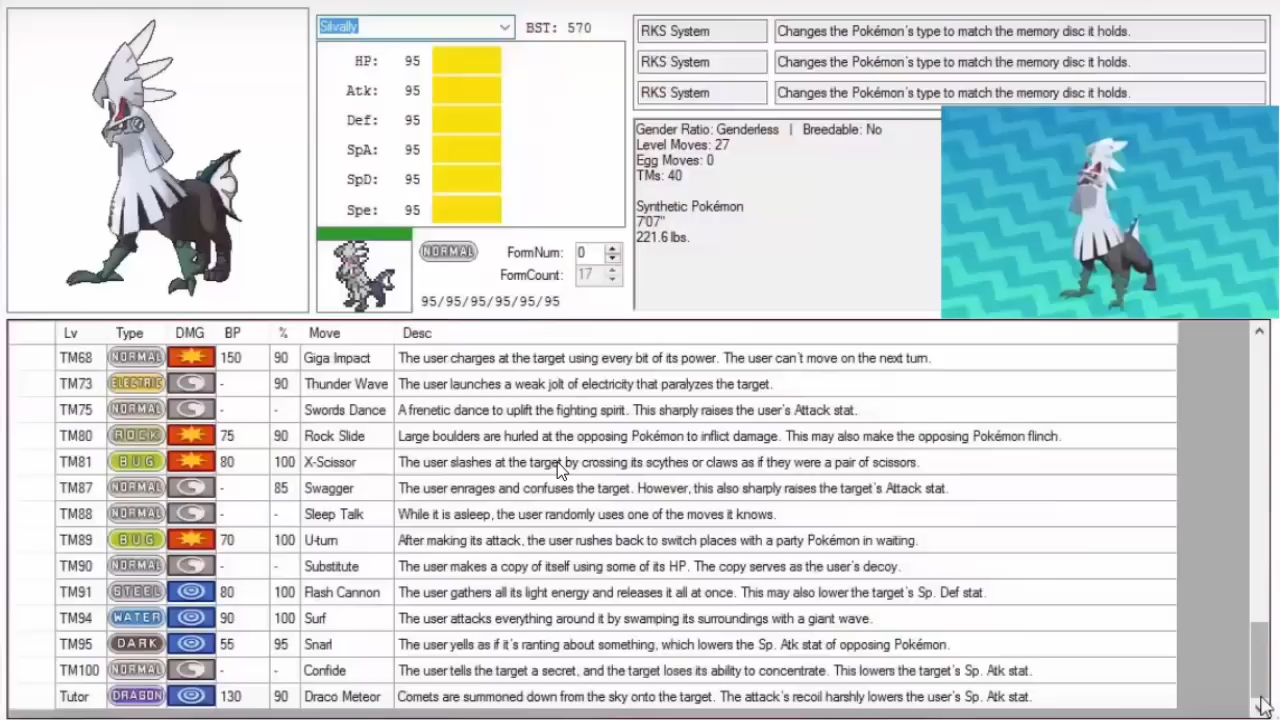 Silvally BST: 570
HP: 95
Atk: 95
Def: 95
SpA: 95
SpD: 95
Spe: 95
NORMAL FormNum: 0
FormCount: 17
95/95/95/95/95/95
RKS System Changes the Pokémon's type to match the memory disc it holds.
RKS System Changes the Pokémon's type to match the memory disc it holds.
RKS System Changes the Pokémon's type to match the memory disc it holds.
Gender Ratio: Genderless | Breedable: No
Level Moves: 27
Egg Moves: 0
TMs: 40
Synthetic Pokémon
7'07"
221.6 lbs.
Lv Type DMG BP % Move Desc
TM68 NORMAL 150 90 Giga Impact The user charges at the target using every bit of its power. The user can't move on the next turn.
TM73 ELECTRIC - 90 Thunder Wave The user launches a weak jolt of electricity that paralyzes the target.
TM75 NORMAL - - Swords Dance A frenetic dance to uplift the fighting spirit. This sharply raises the user's Attack stat.
TM80 ROCK 75 90 Rock Slide Large boulders are hurled at the opposing Pokémon to inflict damage. This may also make the opposing Pokémon flinch.
TM81 BUG 80 100 X-Scissor The user slashes at the target by crossing its scythes or claws as if they were a pair of scissors.
TM87 NORMAL - 85 Swagger The user enrages and confuses the target. However, this also sharply raises the target's Attack stat.
TM88 NORMAL - - Sleep Talk While it is asleep, the user randomly uses one of the moves it knows.
TM89 BUG 70 100 U-turn After making its attack, the user rushes back to switch places with a party Pokémon in waiting.
TM90 NORMAL - - Substitute The user makes a copy of itself using some of its HP. The copy serves as the user's decoy.
TM91 STEEL 80 100 Flash Cannon The user gathers all its light energy and releases it all at once. This may also lower the target's Sp. Def stat.
TM94 WATER 90 100 Surf The user attacks everything around it by swamping its surroundings with a giant wave.
TM95 DARK 55 95 Snarl The user yells as if it's ranting about something, which lowers the Sp. Atk stat of opposing Pokémon.
TM100 NORMAL - - Confide The user tells the target a secret, and the target loses its ability to concentrate. This lowers the target's Sp. Atk stat.
Tutor DRAGON 130 90 Draco Meteor Comets are summoned down from the sky onto the target. The attack's recoil harshly lowers the user's Sp. Atk stat.